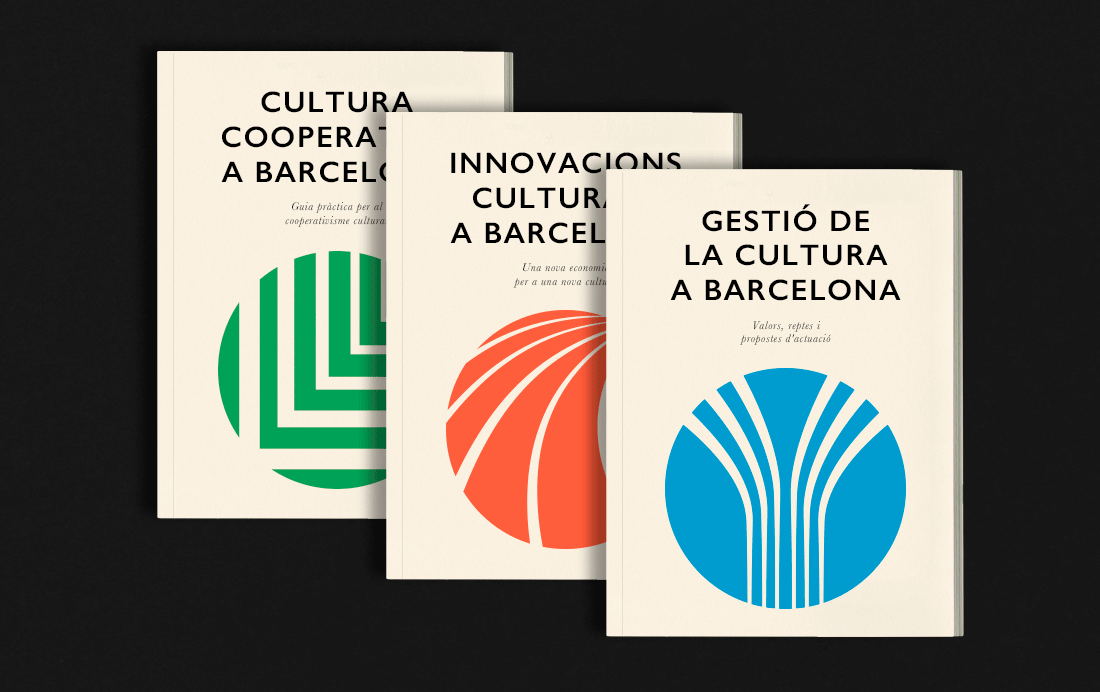 CULTURA
COOPERAT
A BARCELO
Guia pràctica per al
cooperativisme cultura
INNOVACIONS
CULTURA
A BARCEL
Una nova economi
per a una nova cultu
GESTIÓ DE
LA CULTURA
A BARCELONA
Valors, reptes i
propostes d'actuació